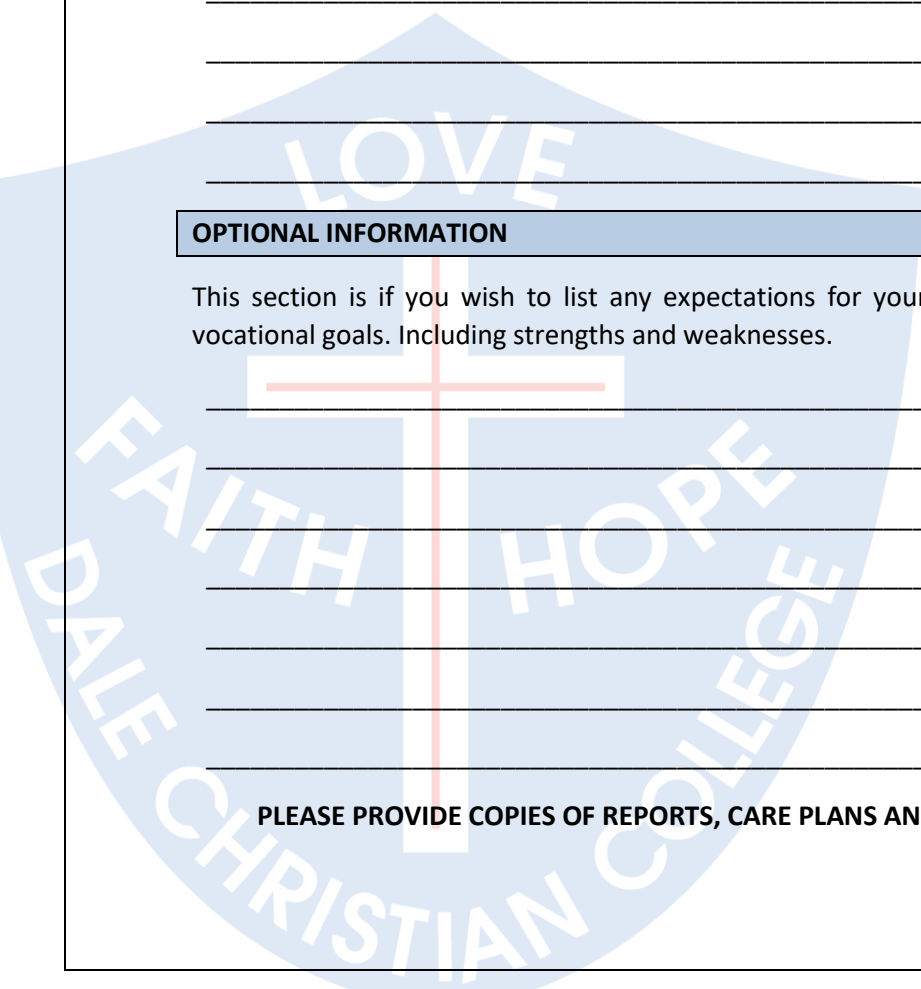 LOVE
OPTIONAL INFORMATION
This section is if you wish to list any expectations for your
vocational goals. Including strengths and weaknesses.
FAITH HOPE
DALE CHRISTIAN COLLEGE
PLEASE PROVIDE COPIES OF REPORTS, CARE PLANS AN